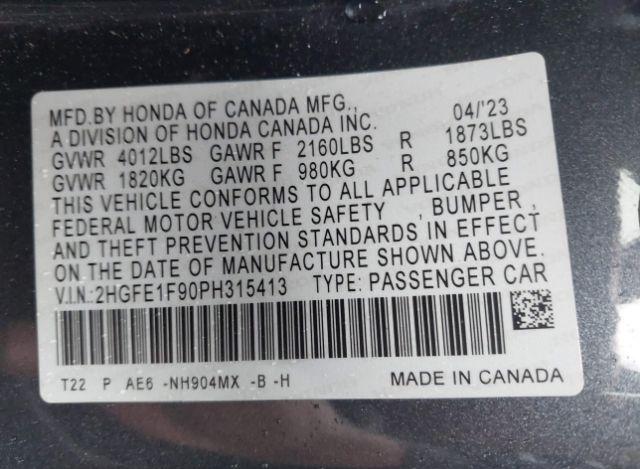 MFD.BY HONDA OF CANADA MFG., 04/'23
A DIVISION OF HONDA CANADA INC.
GVWR 4012LBS GAWR F 2160LBS R 1873LBS
GVWR 1820KG GAWR F 980KG R 850KG
THIS VEHICLE CONFORMS TO ALL APPLICABLE
FEDERAL MOTOR VEHICLE SAFETY , BUMPER ,
AND THEFT PREVENTION STANDARDS IN EFFECT
ON THE DATE OF MANUFACTURE SHOWN ABOVE.
V.I.N.:2HGFE1F90PH315413 TYPE: PASSENGER CAR
T22 P AE6 -NH904MX -B -H MADE IN CANADA